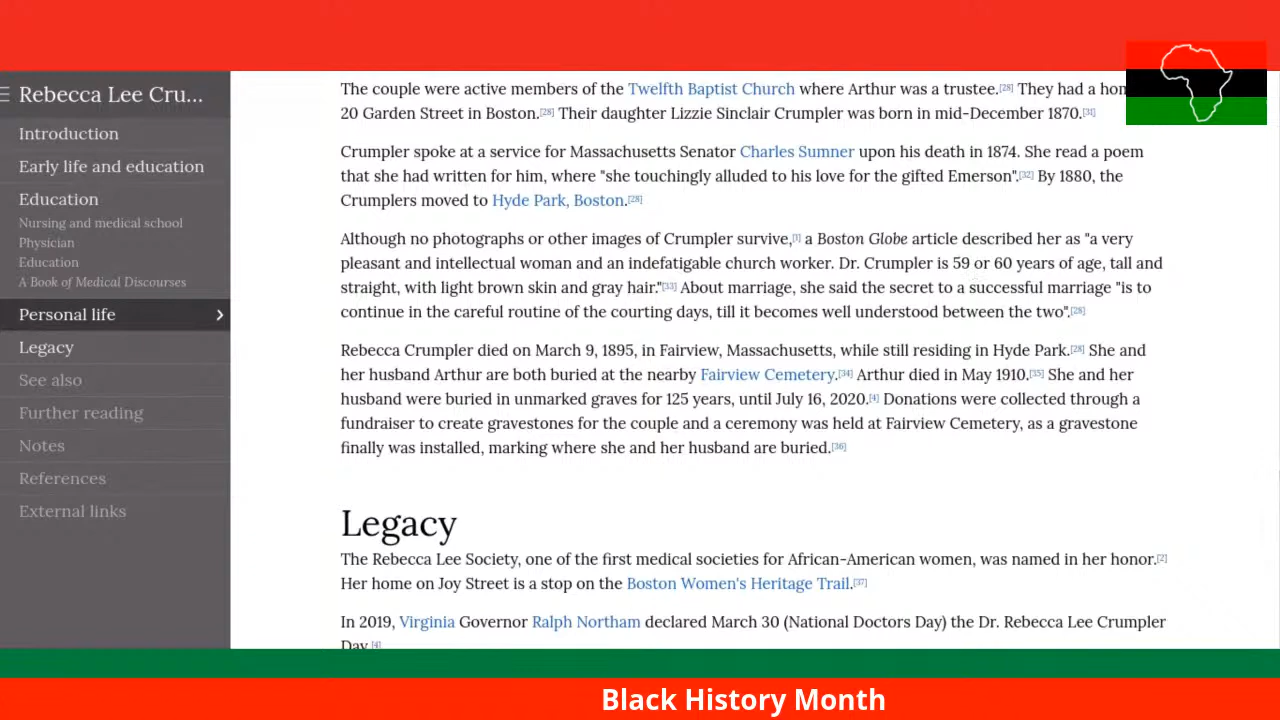 Rebecca Lee Cru...
Introduction
Early life and education
Education
Nursing and medical school
Physician
Education
A Book of Medical Discourses
Personal life
Legacy
See also
Further reading
Notes
References
External links
The couple were active members of the Twelfth Baptist Church where Arthur was a trustee.[28] They had a hom
20 Garden Street in Boston.[28] Their daughter Lizzie Sinclair Crumpler was born in mid-December 1870.[31]
Crumpler spoke at a service for Massachusetts Senator Charles Sumner upon his death in 1874. She read a poem
that she had written for him, where "she touchingly alluded to his love for the gifted Emerson".[32] By 1880, the
Crumplers moved to Hyde Park, Boston.[28]
Although no photographs or other images of Crumpler survive,[1] a Boston Globe article described her as "a very
pleasant and intellectual woman and an indefatigable church worker. Dr. Crumpler is 59 or 60 years of age, tall and
straight, with light brown skin and gray hair."[33] About marriage, she said the secret to a successful marriage "is to
continue in the careful routine of the courting days, till it becomes well understood between the two".[28]
Rebecca Crumpler died on March 9, 1895, in Fairview, Massachusetts, while still residing in Hyde Park.[28] She and
her husband Arthur are both buried at the nearby Fairview Cemetery.[34] Arthur died in May 1910.[35] She and her
husband were buried in unmarked graves for 125 years, until July 16, 2020.[4] Donations were collected through a
fundraiser to create gravestones for the couple and a ceremony was held at Fairview Cemetery, as a gravestone
finally was installed, marking where she and her husband are buried.[36]
Legacy
The Rebecca Lee Society, one of the first medical societies for African-American women, was named in her honor.[2]
Her home on Joy Street is a stop on the Boston Women's Heritage Trail.[37]
In 2019, Virginia Governor Ralph Northam declared March 30 (National Doctors Day) the Dr. Rebecca Lee Crumpler
Day.[4]
Black History Month